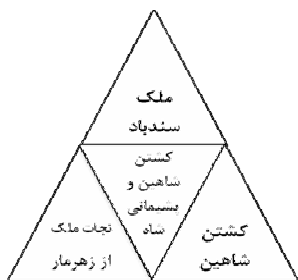 ملک
سندباد
کشتن
شاهین و
پشیمانی
شاه
نجات ملک
از زهرمار
کشتن
شاهین